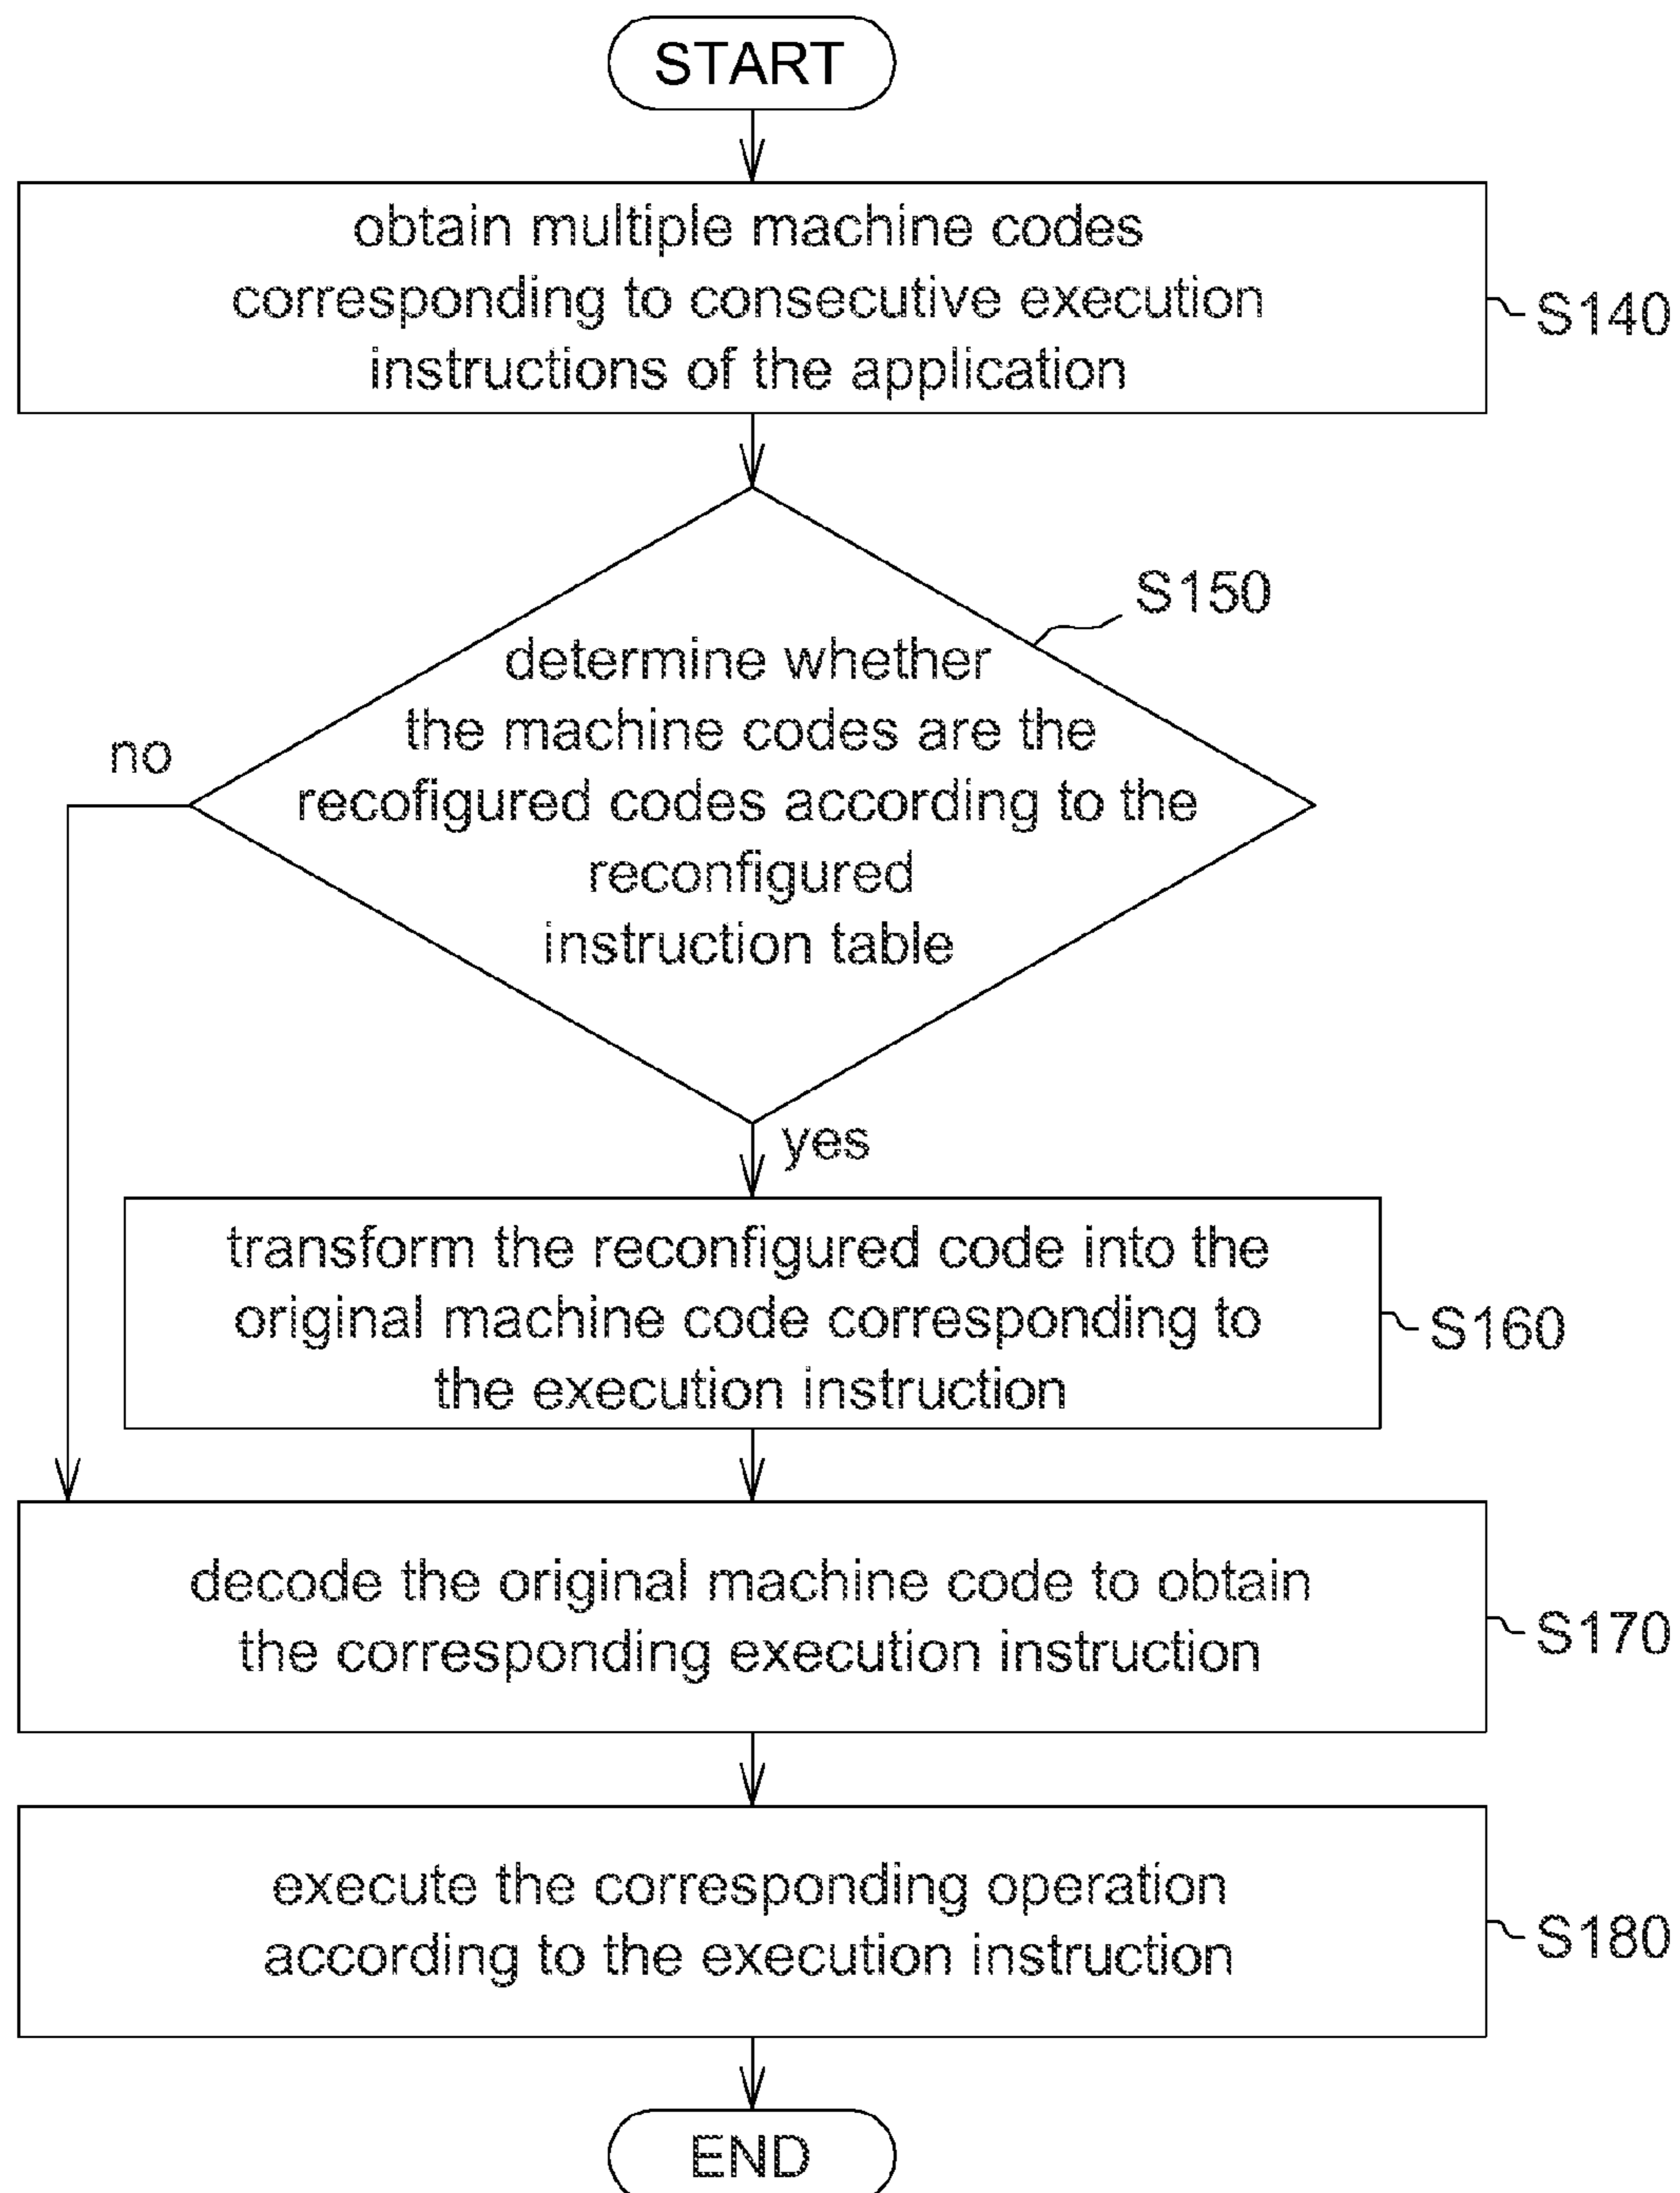 START
obtain multiple machine codes
corresponding to consecutive execution
instructions of the application
S140
S150
determine whether
the machine codes are the
recofigured codes according to the
reconfigured
instruction table
no
yes
transform the reconfigured code into the
original machine code corresponding to
the execution instruction
S160
decode the original machine code to obtain
the corresponding execution instruction
S170
execute the corresponding operation
according to the execution instruction
S180
END